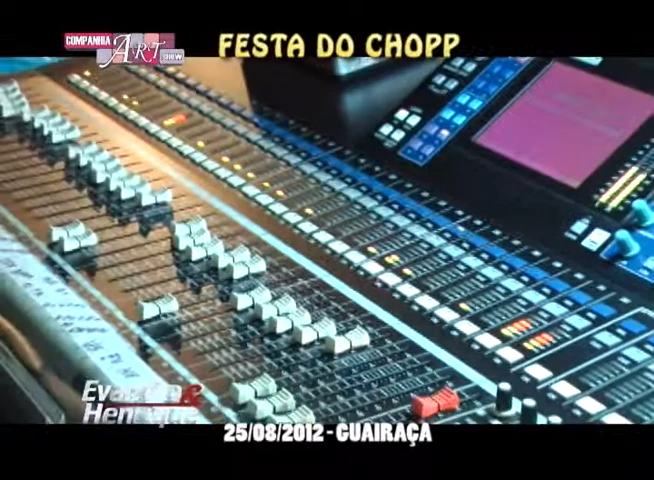 COMPANHIA
ART
SHOW
FESTA DO CHOPP
Evandro &
Henrique
25/08/2012-GUAIRAÇA